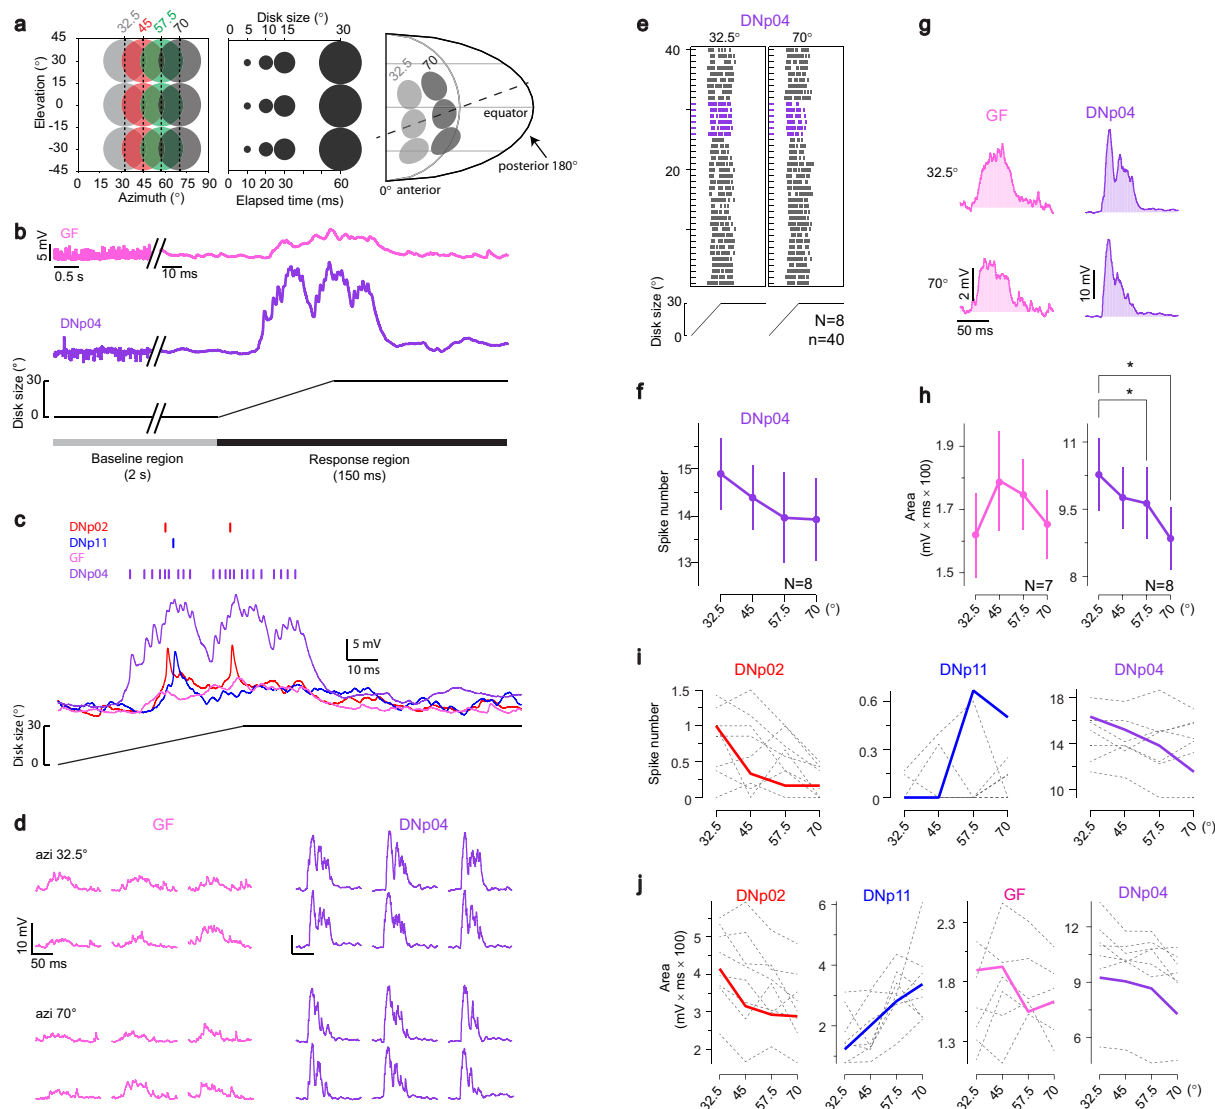 a
32.5 45 57.5 70
Elevation (°)
45
30
15
0
-15
-30
-45
0 15 30 45 60 75 90
Azimuth (°)
Disk size (°)
0 5 10 15 30
0 10 20 30 60
Elapsed time (ms)
32.5 70
equator
posterior 180°
0° anterior
b
GF
5 mV
0.5 s 10 ms
DNp04
Disk size (°)
30
0
Baseline region
(2 s)
Response region
(150 ms)
c
DNp02
DNp11
GF
DNp04
5 mV
10 ms
Disk size (°)
30
0
d
GF DNp04
azi 32.5°
10 mV
50 ms
azi 70°
e
DNp04
32.5° 70°
40
20
Disk size (°)
30
0
N=8
n=40
f
DNp04
Spike number
15
14
13
N=8
32.5 45 57.5 70 (°)
g
GF DNp04
32.5°
70°
2 mV
10 mV
50 ms
h
Area
(mV × ms × 100)
1.9
1.7
1.5
N=7
32.5 45 57.5 70
* *
11
9.5
8
N=8
32.5 45 57.5 70 (°)
i
DNp02 DNp11 DNp04
Spike number
1.5
1.0
0.5
0
32.5 45 57.5 70
0.6
0.3
0
32.5 45 57.5 70
18
14
10
32.5 45 57.5 70 (°)
j
DNp02 DNp11 GF DNp04
Area
(mV × ms × 100)
5
4
3
2
32.5 45 57.5 70
6
4
2
32.5 45 57.5 70
2.3
1.8
1.3
32.5 45 57.5 70
12
9
6
32.5 45 57.5 70 (°)